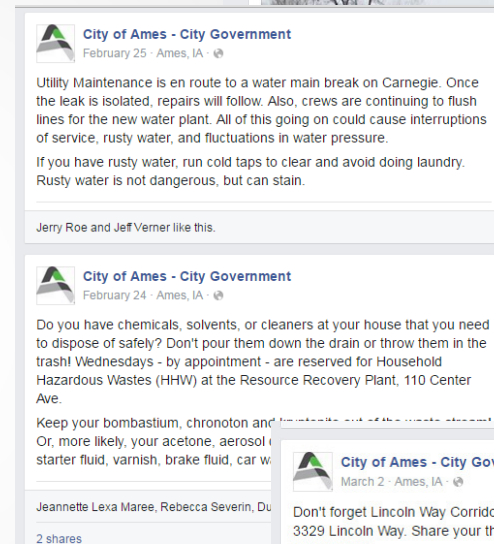 City of Ames - City Government
February 25 · Ames, IA ·
Utility Maintenance is en route to a water main break on Carnegie. Once
the leak is isolated, repairs will follow. Also, crews are continuing to flush
lines for the new water plant. All of this going on could cause interruptions
of service, rusty water, and fluctuations in water pressure.
If you have rusty water, run cold taps to clear and avoid doing laundry.
Rusty water is not dangerous, but can stain.
Jerry Roe and Jeff Verner like this.
City of Ames - City Government
February 24 · Ames, IA ·
Do you have chemicals, solvents, or cleaners at your house that you need
to dispose of safely? Don't pour them down the drain or throw them in the
trash! Wednesdays - by appointment - are reserved for Household
Hazardous Wastes (HHW) at the Resource Recovery Plant, 110 Center
Ave.
Keep your bombastium, chronoton and kryptonite out of the waste stream!
Or, more likely, your acetone, aerosol
starter fluid, varnish, brake fluid, car
Jeannette Lexa Maree, Rebecca Severin,
2 shares
City of Ames - City
March 2 · Ames, IA ·
Don't forget Lincoln Way
3329 Lincoln Way. Share your